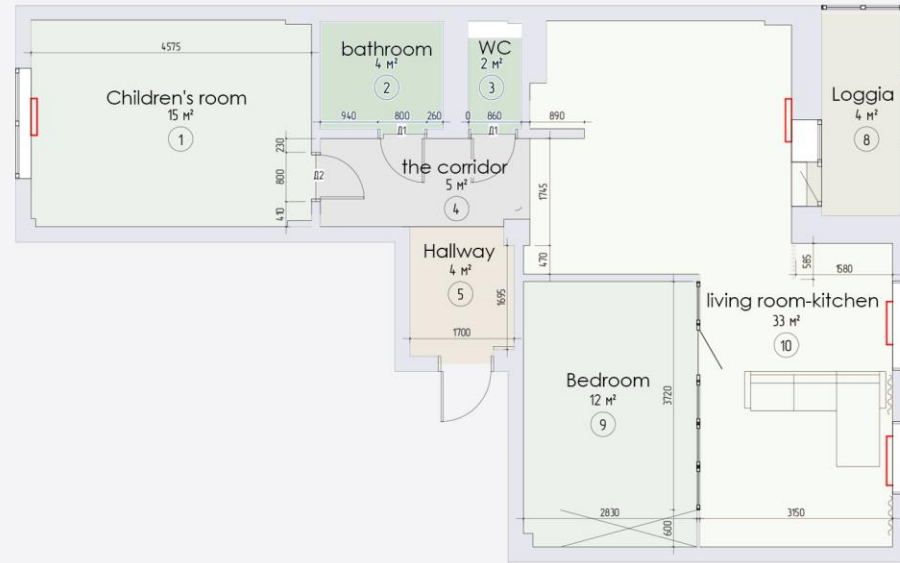 4575
Children's room
15 м²
1
230
800
410
Д2
bathroom
4 м²
2
940
800
260
Д1
WC
2 м²
3
0
860
890
Д1
the corridor
5 м²
4
1745
470
Loggia
4 м²
8
Hallway
4 м²
5
1695
1700
585
1580
living room-kitchen
33 м²
10
Bedroom
12 м²
9
3720
2830
600
3150